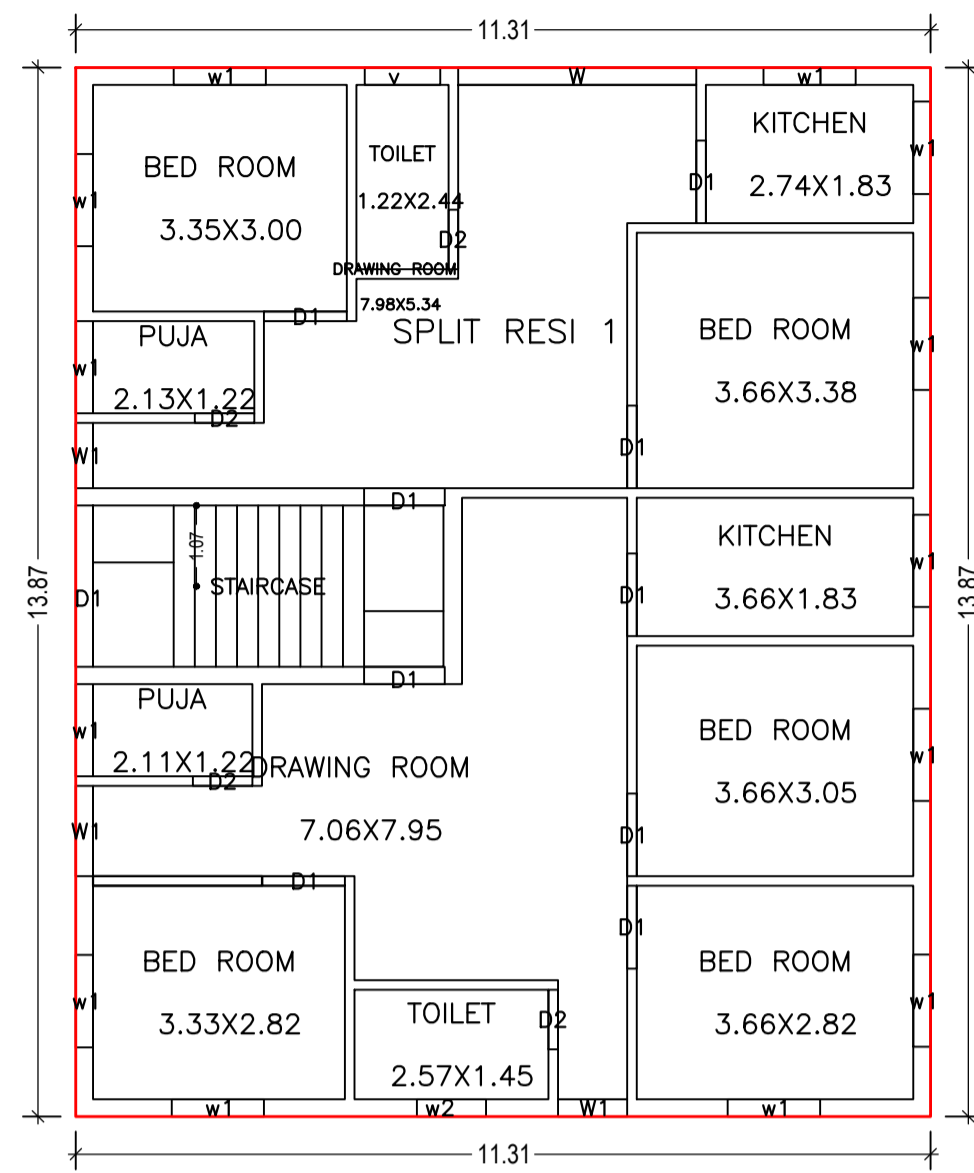 11.31
w1
v
W
w1
KITCHEN
2.74X1.83
w1
D1
BED ROOM
3.35X3.00
w1
TOILET
1.22X2.44
D2
DRAWING ROOM
7.98X5.34
SPLIT RESI 1
D1
PUJA
2.13X1.22
w1
D2
W1
BED ROOM
3.66X3.38
w1
D1
D1
1.07
STAIRCASE
D1
D1
KITCHEN
3.66X1.83
w1
D1
13.87
13.87
PUJA
2.11X1.22
w1
D2
DRAWING ROOM
7.06X7.95
W1
D1
BED ROOM
3.66X3.05
w1
D1
D1
BED ROOM
3.33X2.82
w1
TOILET
2.57X1.45
D2
BED ROOM
3.66X2.82
w1
w1
w2
W1
w1
11.31